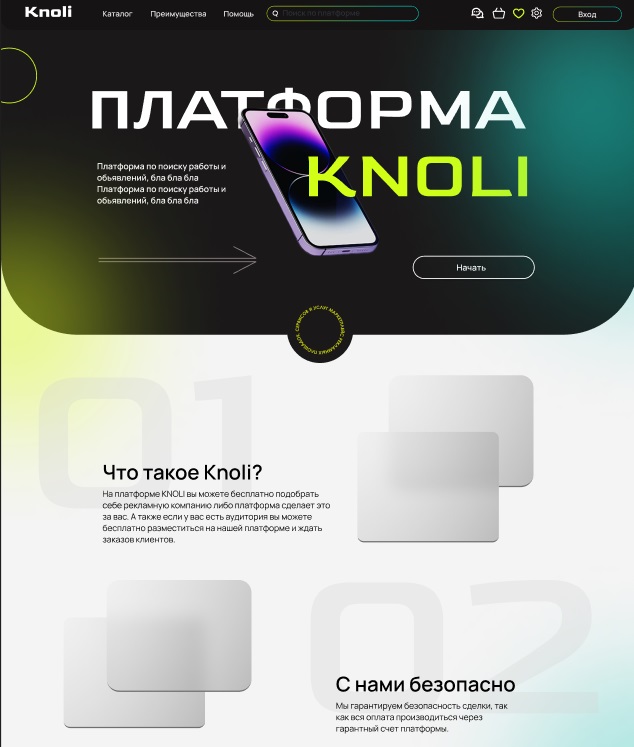 Knoli
Каталог
Преимущества
Помощь
Поиск по платформе
Вход
ПЛАТФОРМА
KNOLI
Платформа по поиску работы и
обьявлений, бла бла бла
Платформа по поиску работы и
обьявлений, бла бла бла
Начать
01
Что такое Knoli?
На платформе KNOLI вы можете бесплатно подобрать
себе рекламную компанию либо платформа сделает это
за вас. А также если у вас есть аудитория вы можете
бесплатно разместиться на нашей платформе и ждать
заказов клиентов.
02
С нами безопасно
Мы гарантируем безопасность сделки, так
как вся оплата производиться через
гарантный счет платформы.